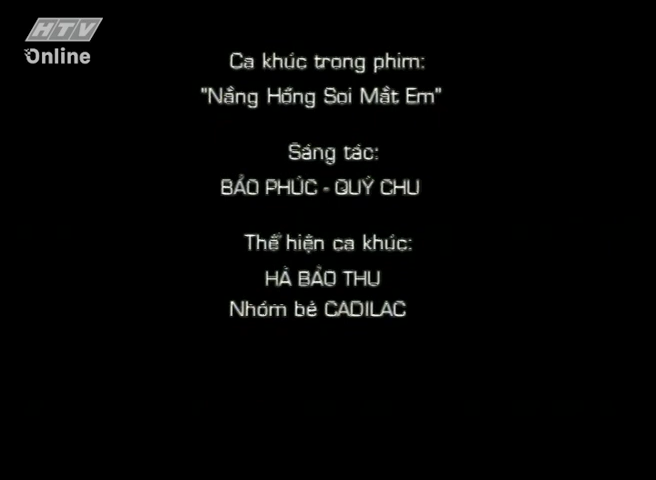 HTV
Online
Ca khúc trong phim:
"Nắng Hồng Soi Mắt Em"
Sáng tác:
BẢO PHÚC - QUÝ CHU
Thể hiện ca khúc:
HÀ BẢO THU
Nhóm bè CADILAC